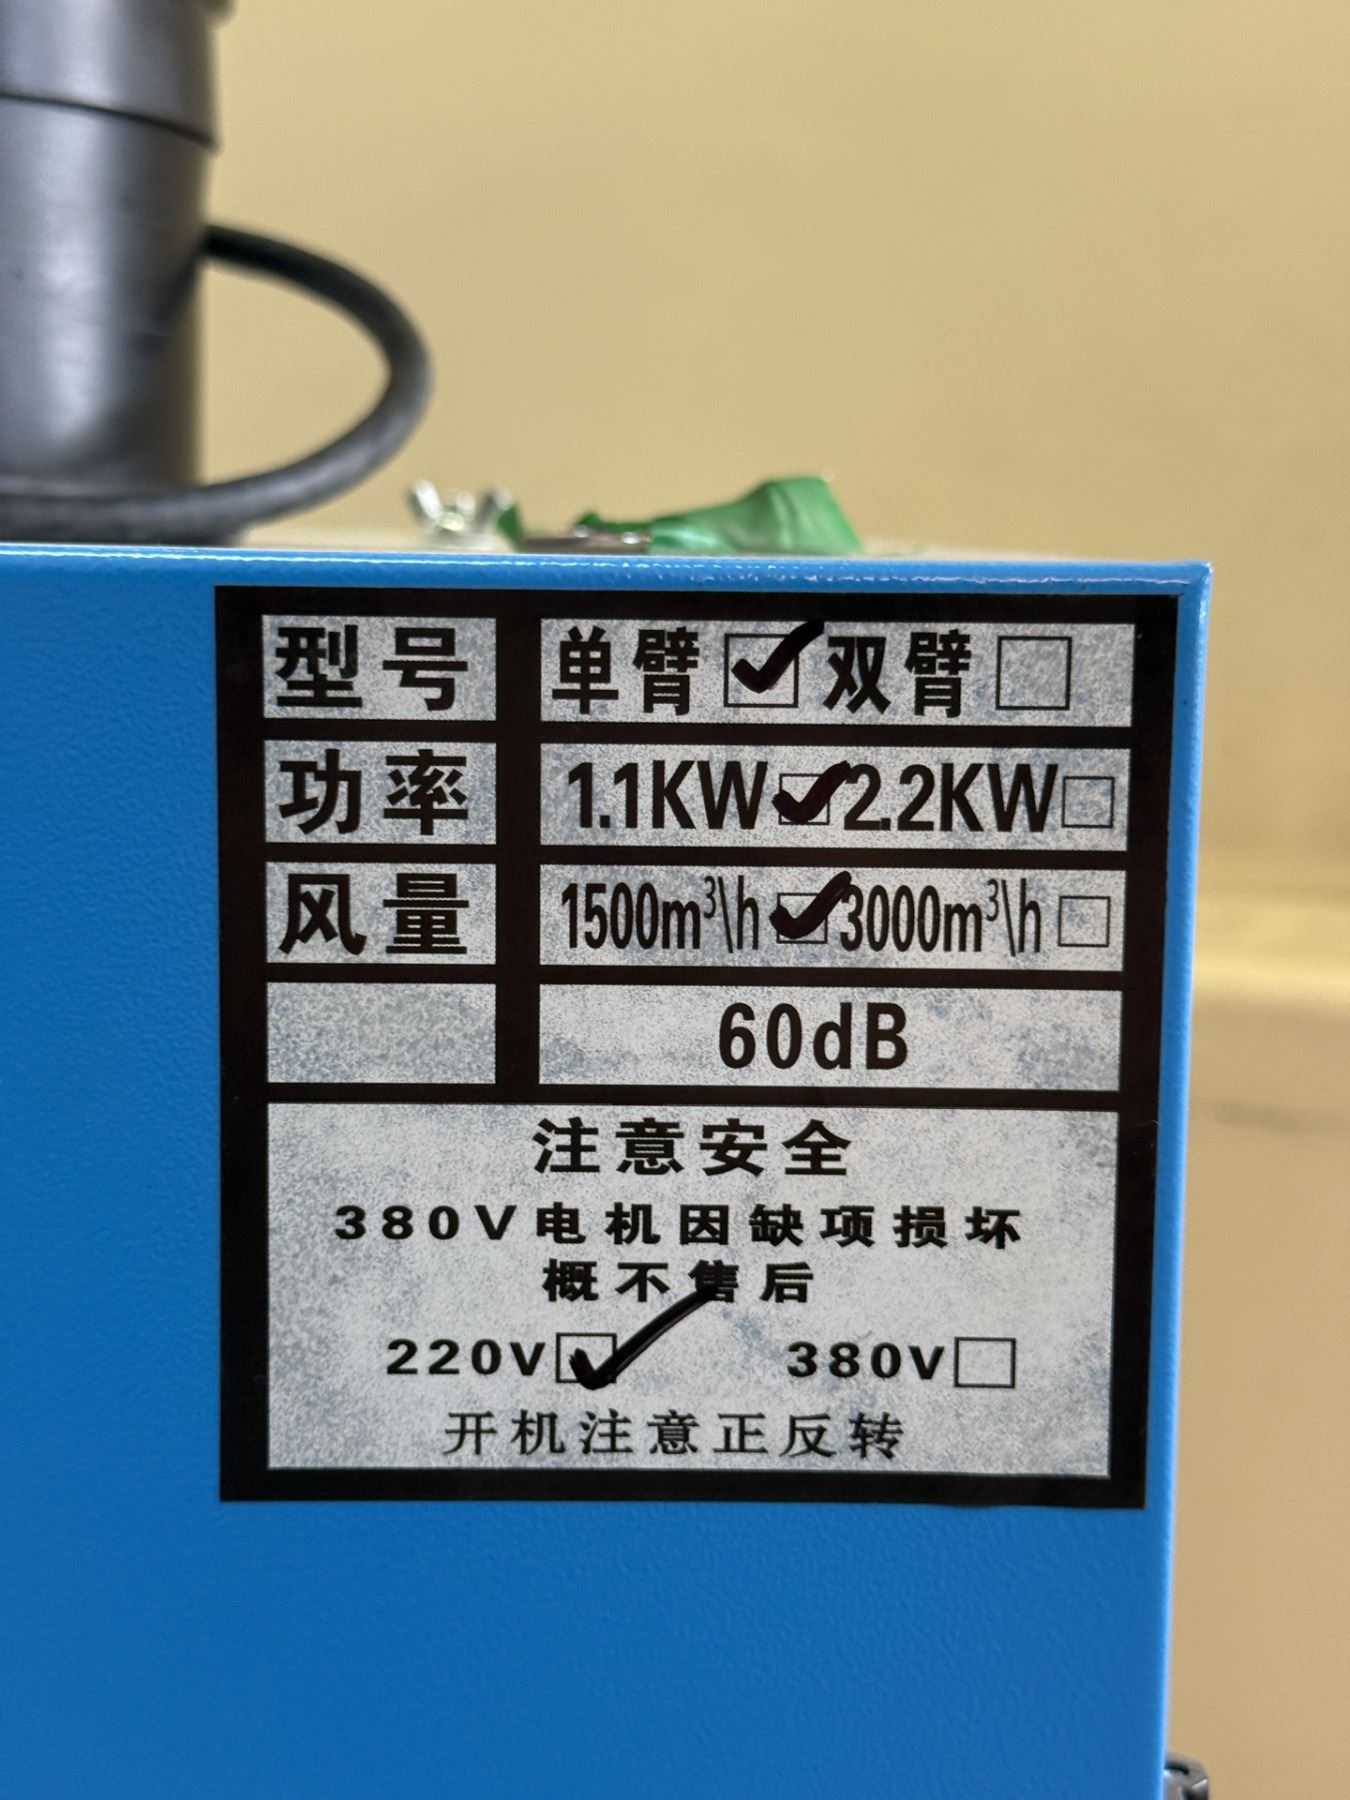 型号 单臂 ☑ 双臂 □
功率 1.1KW ☑ 2.2KW □
风量 1500m³\h ☑ 3000m³\h □
60dB
注意安全
380V电机因缺项损坏
概不售后
220V ☑ 380V □
开机注意正反转